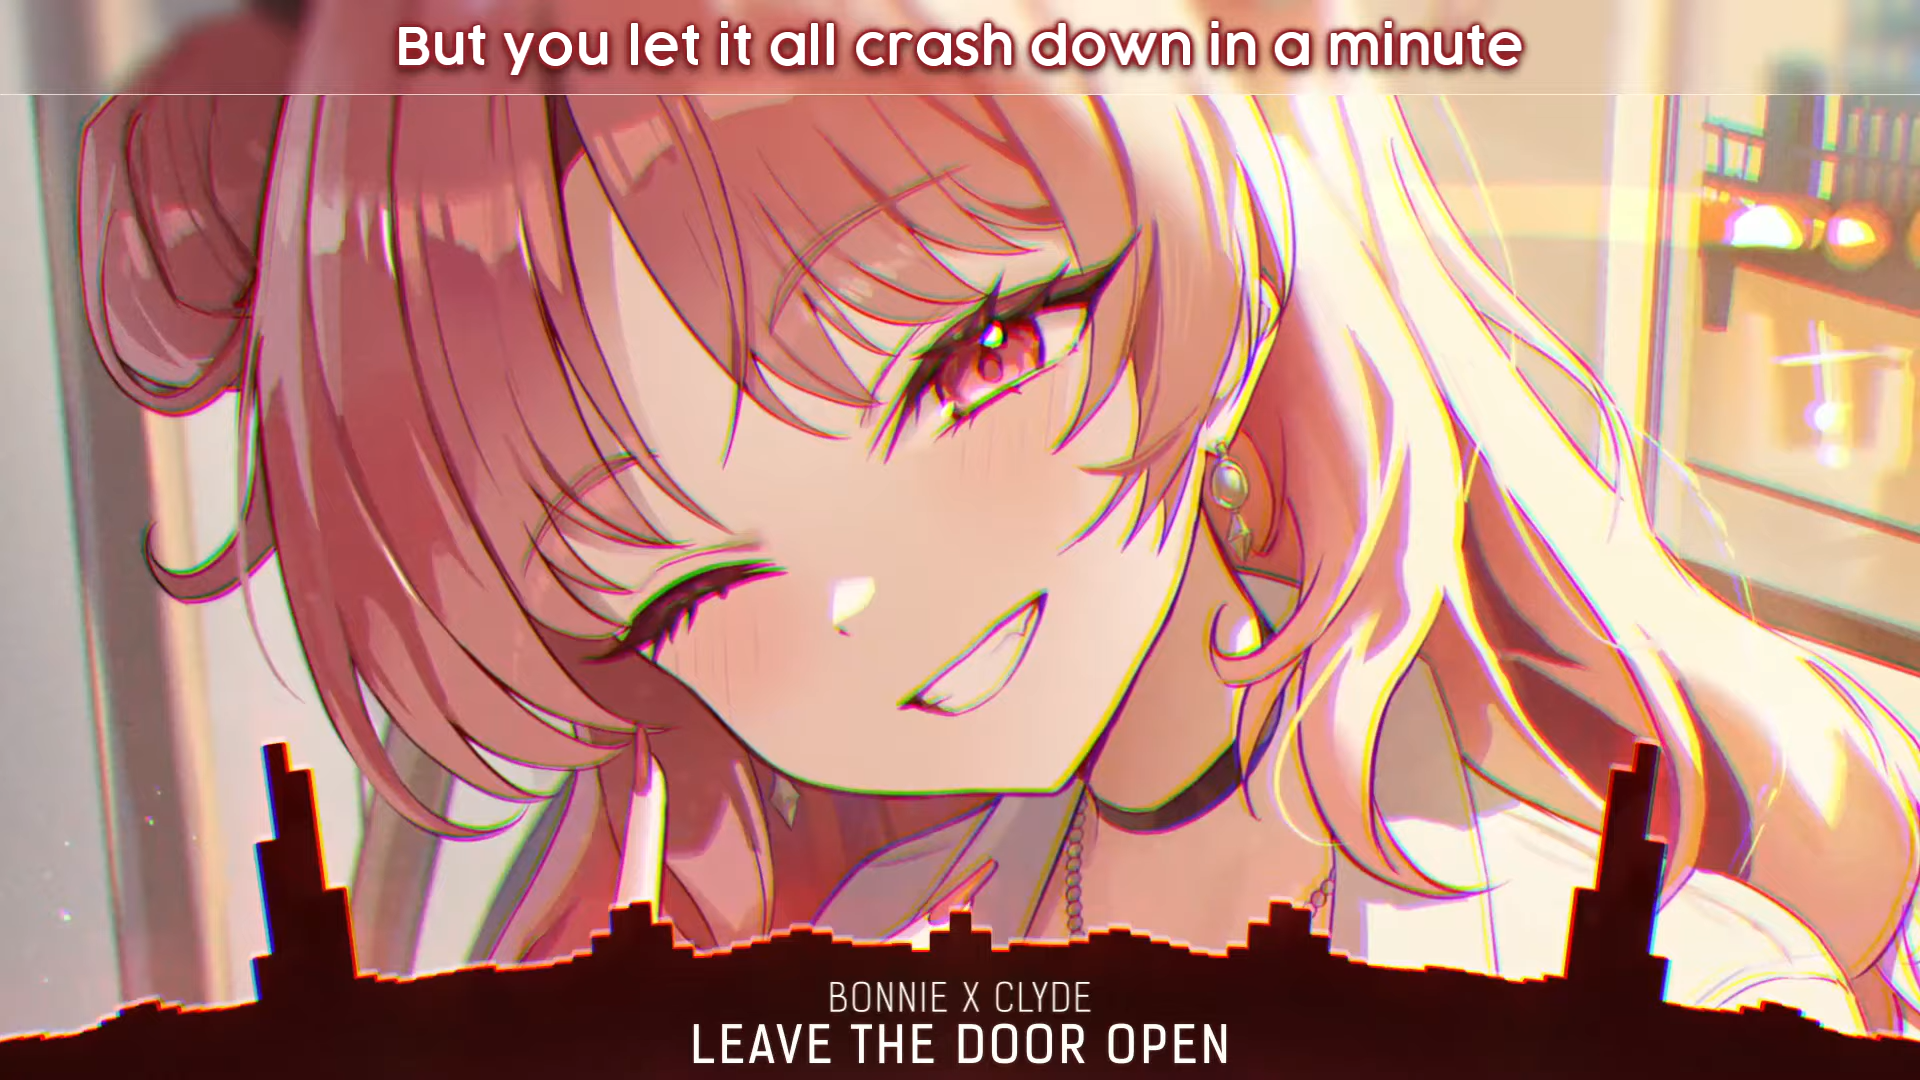 But you let it all crash down in a minute
BONNIE X CLYDE
LEAVE THE DOOR OPEN